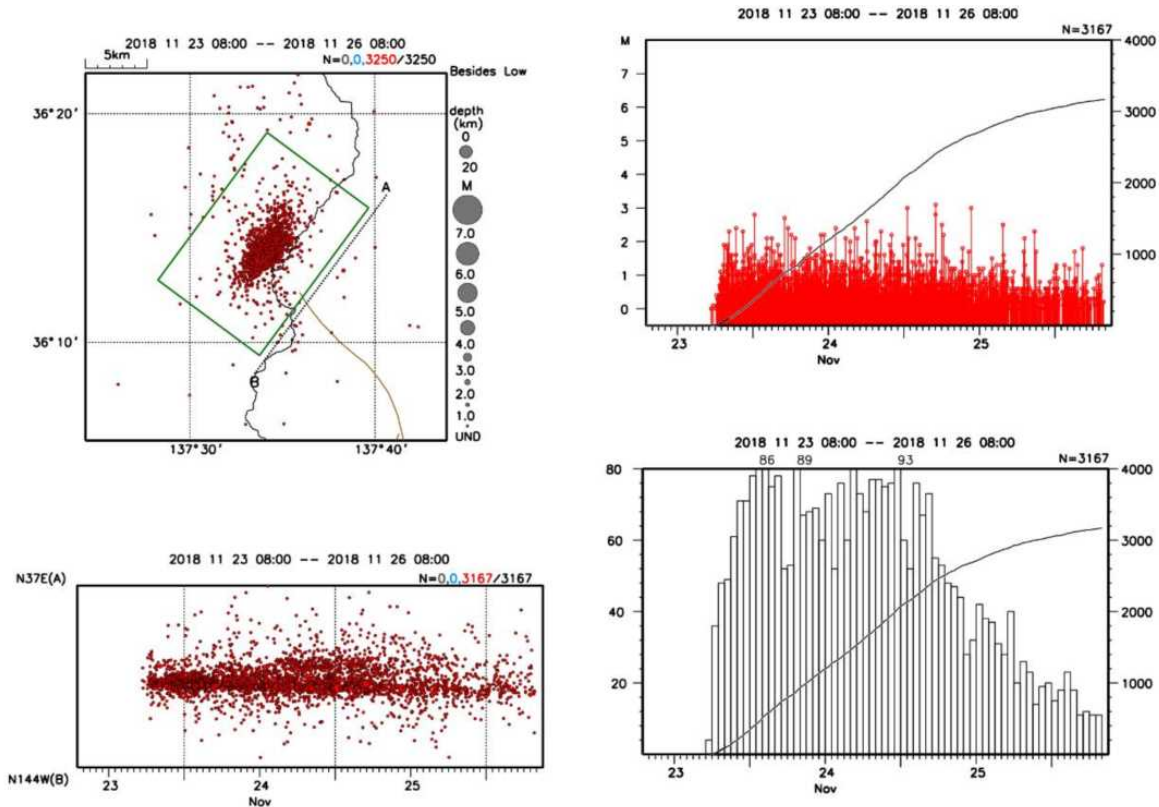 2018 11 23 08:00 -- 2018 11 26 08:00
5km
N=0,0,3250/3250
Besides Low
36°20'
36°10'
137°30'
137°40'
A
B
depth
(km)
0
20
M
7.0
6.0
5.0
4.0
3.0
2.0
1.0
UND
2018 11 23 08:00 -- 2018 11 26 08:00
M
N=3167
7
6
5
4
3
2
1
0
4000
3000
2000
1000
23
24
25
Nov
2018 11 23 08:00 -- 2018 11 26 08:00
N37E(A)
N=0,0,3167/3167
N144W(B)
23
24
25
Nov
2018 11 23 08:00 -- 2018 11 26 08:00
86
89
93
N=3167
80
60
40
20
4000
3000
2000
1000
23
24
25
Nov